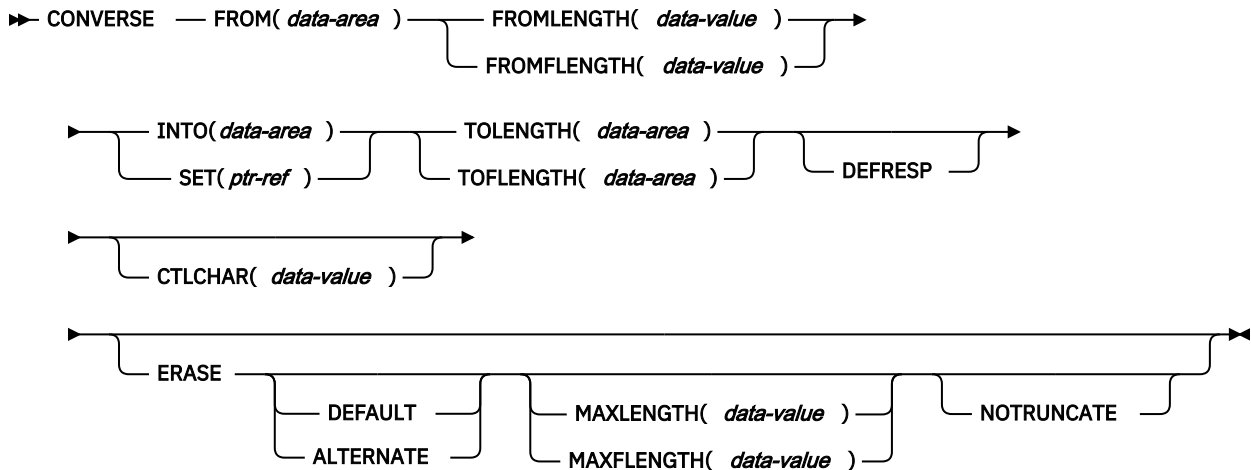 CONVERSE FROM( data-area ) FROMLENGTH( data-value )
FROMFLENGTH( data-value )
INTO( data-area ) TOLENGTH( data-area )
SET( ptr-ref ) TOFLENGTH( data-area ) DEFRESP
CTLCHAR( data-value )
ERASE
DEFAULT MAXLENGTH( data-value ) NOTRUNCATE
ALTERNATE MAXFLENGTH( data-value )